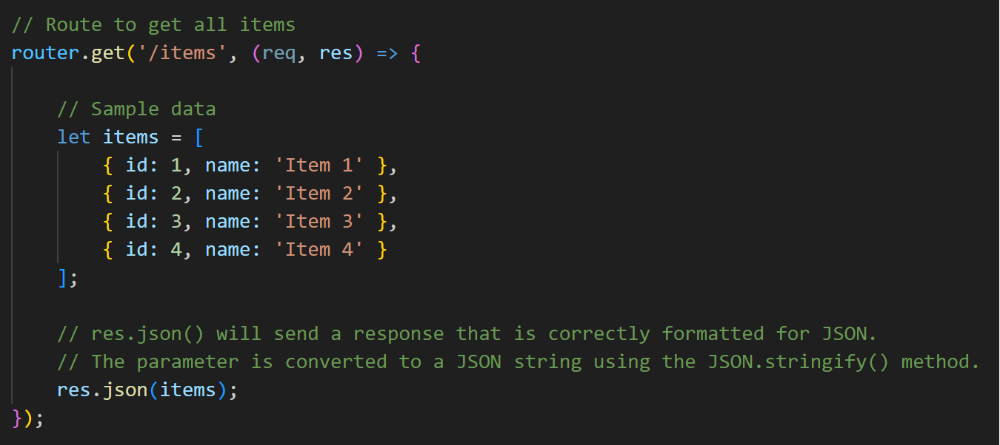 // Route to get all items
router.get('/items', (req, res) => {
// Sample data
let items = [
{ id: 1, name: 'Item 1' },
{ id: 2, name: 'Item 2' },
{ id: 3, name: 'Item 3' },
{ id: 4, name: 'Item 4' }
];
// res.json() will send a response that is correctly formatted for JSON.
// The parameter is converted to a JSON string using the JSON.stringify() method.
res.json(items);
});